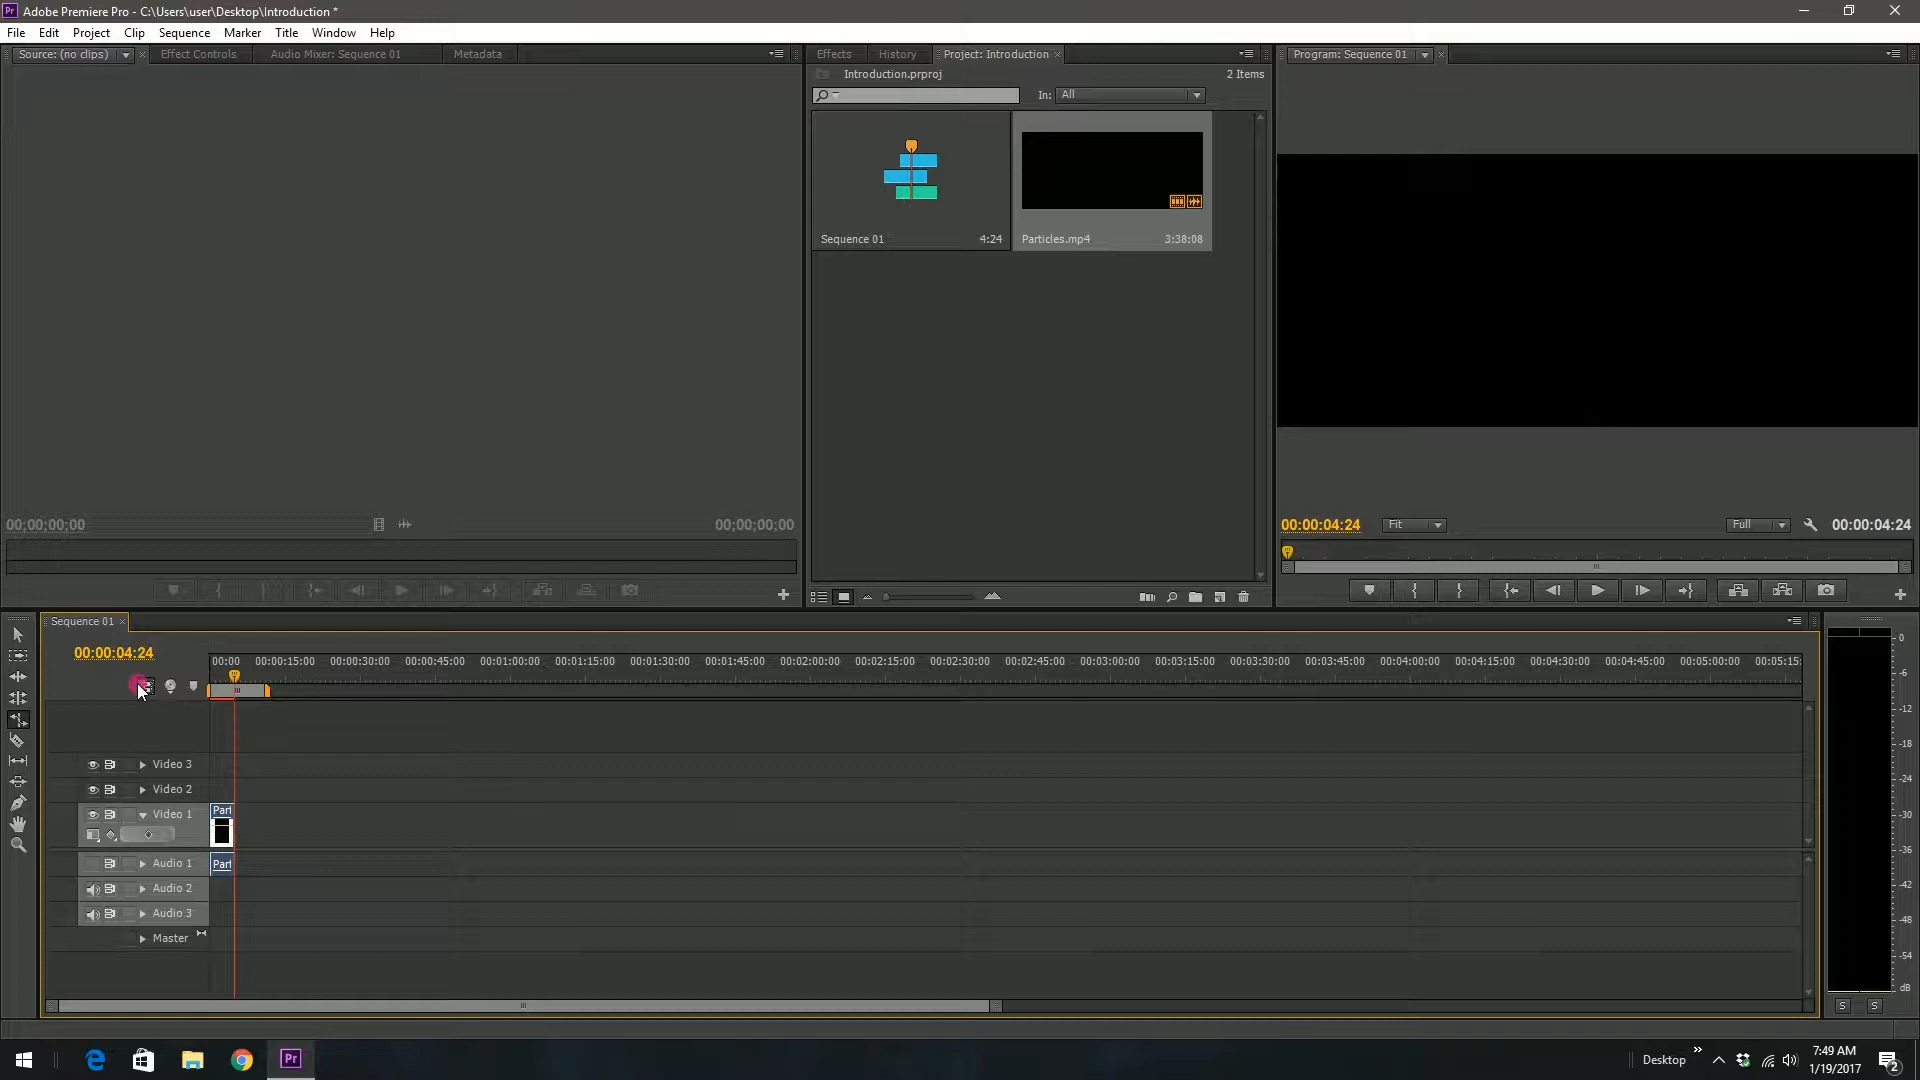 Adobe Premiere Pro - C:\Users\user\Desktop\Introduction *
File Edit Project Clip Sequence Marker Title Window Help
Source: (no clips) Effect Controls Audio Mixer: Sequence 01 Metadata
Effects History Project: Introduction
Program: Sequence 01
Introduction.prproj 2 Items
In: All
Sequence 01 4:24
Particles.mp4 3:38:08
00;00;00;00 00;00;00;00
00:00:04:24 Fit Full 00:00:04:24
Sequence 01
00:00:04:24
00:00 00:00:15:00 00:00:30:00 00:00:45:00 00:01:00:00 00:01:15:00 00:01:30:00 00:01:45:00 00:02:00:00 00:02:15:00 00:02:30:00 00:02:45:00 00:03:00:00 00:03:15:00 00:03:30:00 00:03:45:00 00:04:00:00 00:04:15:00 00:04:30:00 00:04:45:00 00:05:00:00 00:05:15:
Video 3
Video 2
Video 1 Part
Audio 1 Part
Audio 2
Audio 3
Master
0
-6
-12
-18
-24
-30
-36
-42
-48
-54
dB
S S
Pr
Desktop
7:49 AM
1/19/2017
2